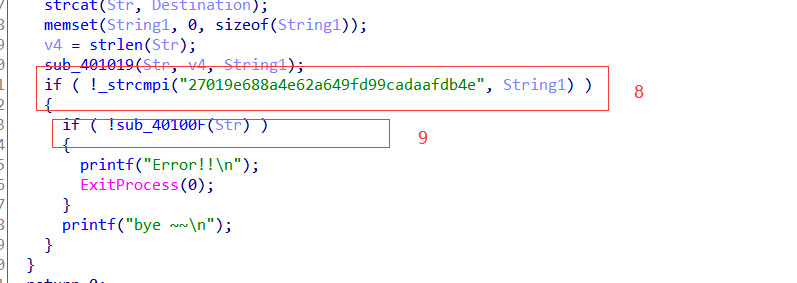 strcat(Str, Destination);
memset(String1, 0, sizeof(String1));
v4 = strlen(Str);
sub_401019(Str, v4, String1);
if ( !_strcmpi("27019e688a4e62a649fd99cadaafdb4e", String1) )
8
{
if ( !sub_40100F(Str) )
9
{
printf("Error!!\n");
ExitProcess(0);
}
printf("bye ~~\n");
}
}